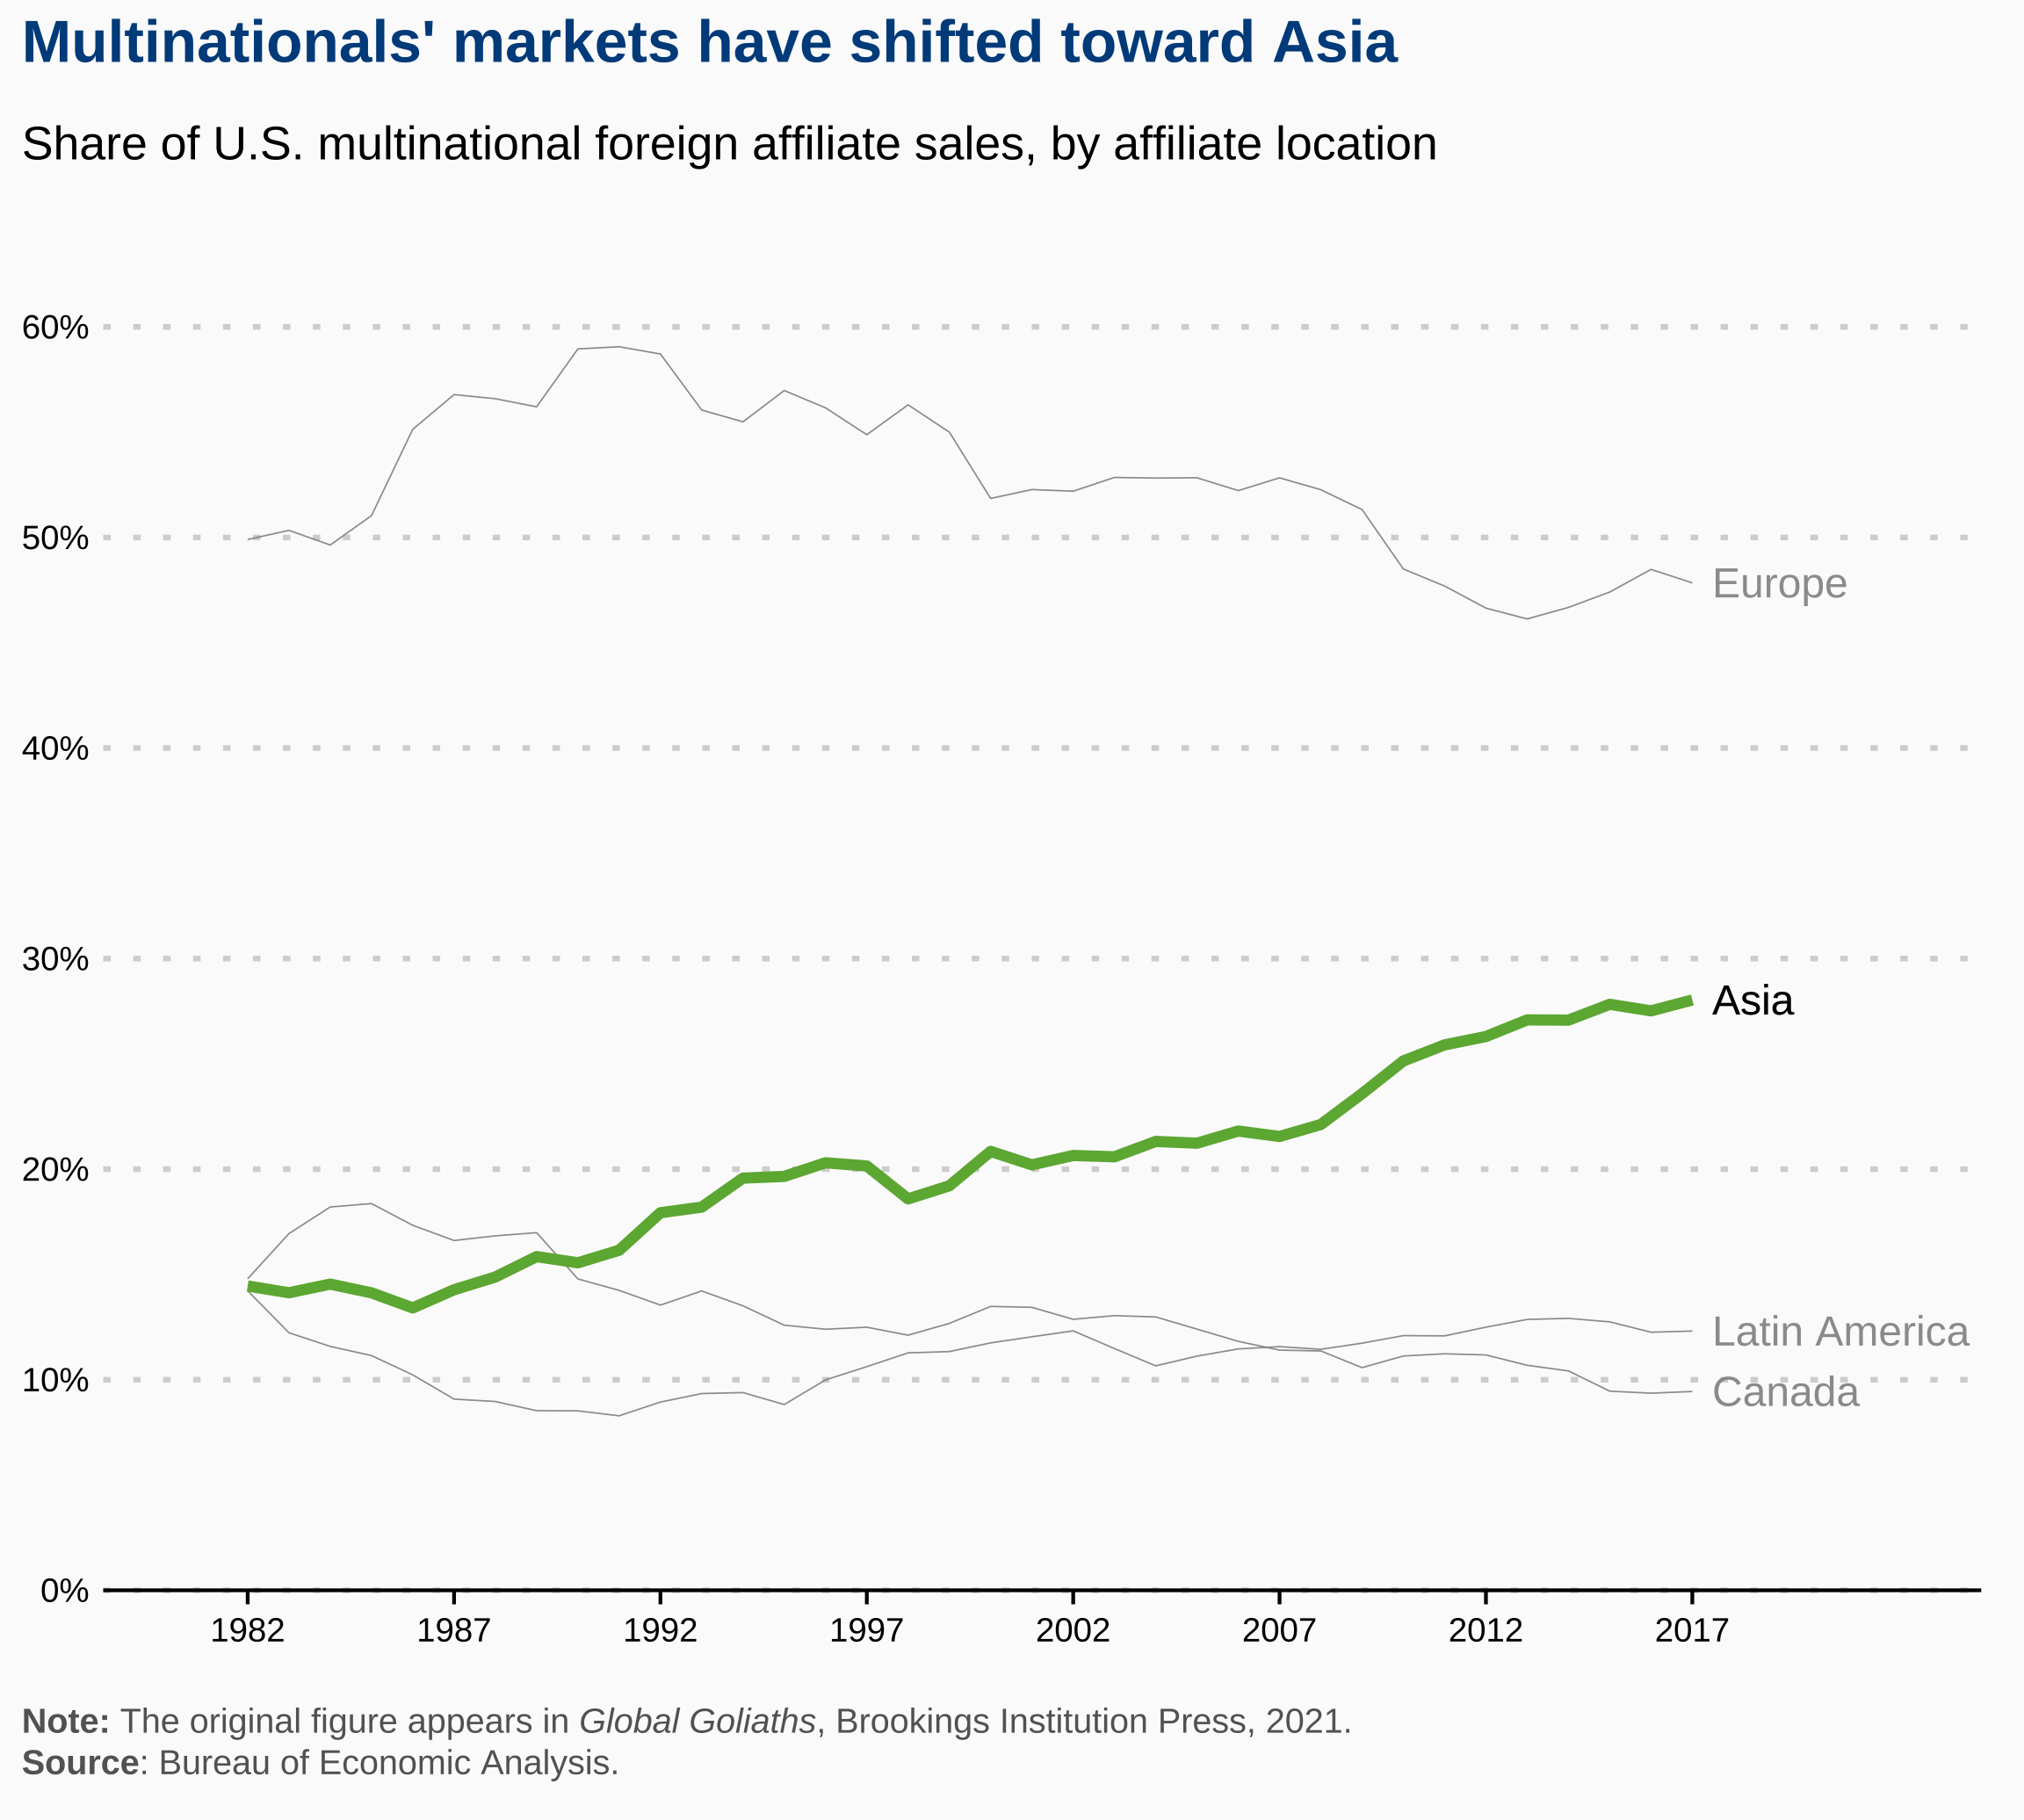 Multinationals' markets have shifted toward Asia
Share of U.S. multinational foreign affiliate sales, by affiliate location
60%
50%
Europe
40%
30%
Asia
20%
Latin America
10%
Canada
0%
1982 1987 1992 1997 2002 2007 2012 2017
Note: The original figure appears in Global Goliaths, Brookings Institution Press, 2021.
Source: Bureau of Economic Analysis.